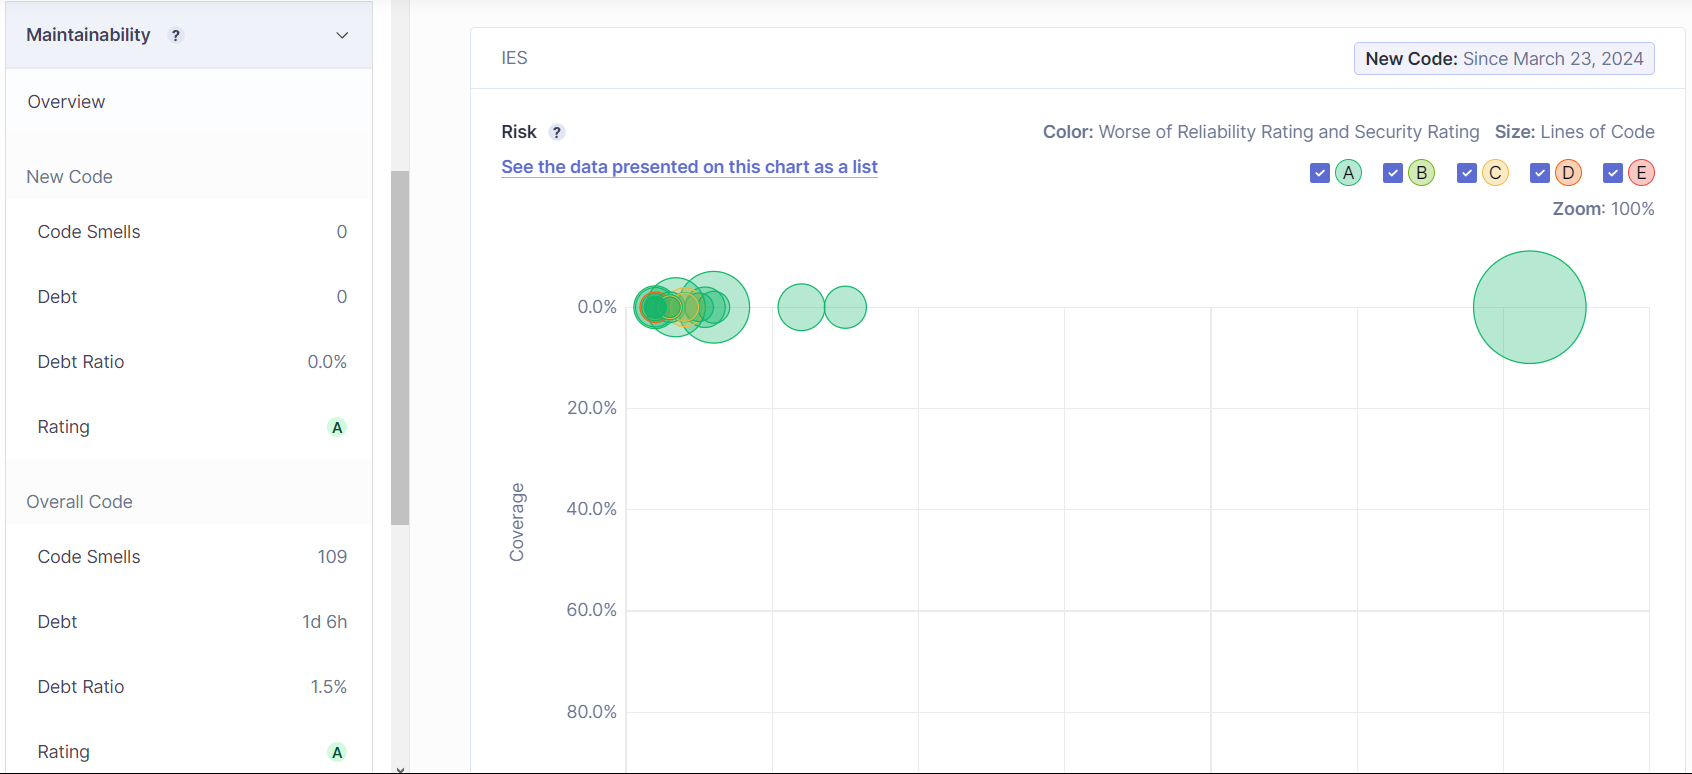 Maintainability ?
Overview
New Code
Code Smells 0
Debt 0
Debt Ratio 0.0%
Rating A
Overall Code
Code Smells 109
Debt 1d 6h
Debt Ratio 1.5%
Rating A
IES
New Code: Since March 23, 2024
Risk ?
Color: Worse of Reliability Rating and Security Rating Size: Lines of Code
See the data presented on this chart as a list
A B C D E
Zoom: 100%
0.0%
20.0%
40.0%
60.0%
80.0%
Coverage